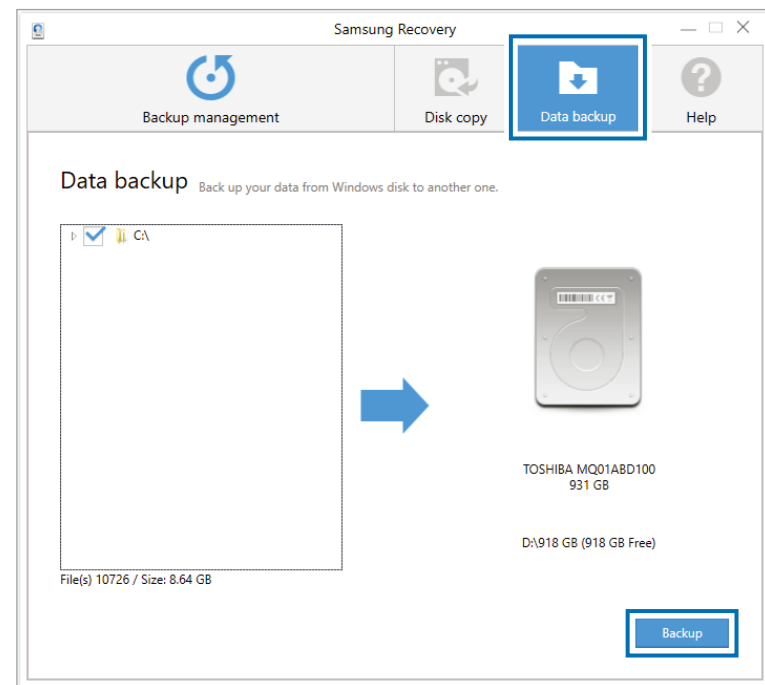 Samsung Recovery
Backup management
Disk copy
Data backup
Help
Data backup Back up your data from Windows disk to another one.
C:\
TOSHIBA MQ01ABD100
931 GB
D:\918 GB (918 GB Free)
File(s) 10726 / Size: 8.64 GB
Backup